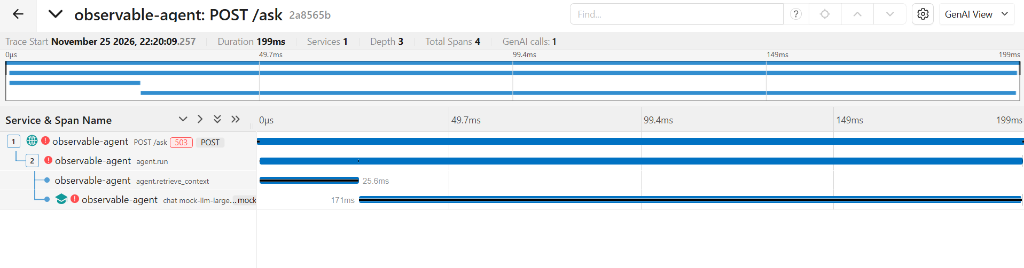 observable-agent: POST /ask 2a8565b
Find...
?
GenAI View
Trace Start November 25 2026, 22:20:09.257 Duration 199ms Services 1 Depth 3 Total Spans 4 GenAI calls: 1
0μs 49.7ms 99.4ms 149ms 199ms
Service & Span Name 0μs 49.7ms 99.4ms 149ms 199ms
1 observable-agent POST /ask 503 POST
2 observable-agent agent.run
observable-agent agent.retrieve_context 25.6ms
observable-agent chat mock-llm-large... mock 171ms